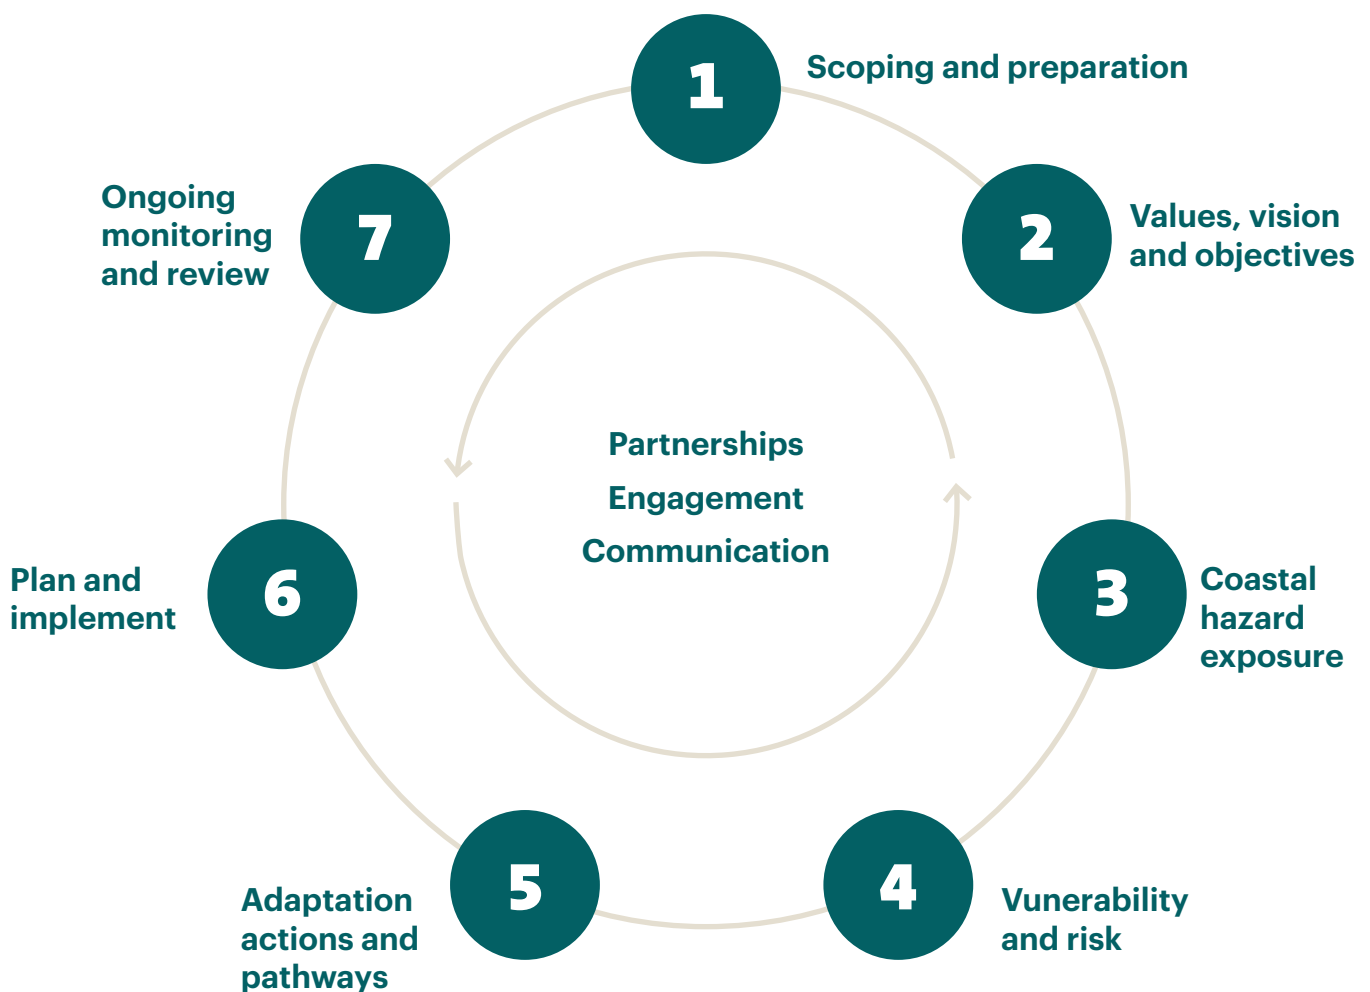 1
Scoping and preparation
2
Values, vision
and objectives
3
Coastal
hazard
exposure
4
Vunerability
and risk
5
Adaptation
actions and
pathways
6
Plan and
implement
7
Ongoing
monitoring
and review
Partnerships
Engagement
Communication